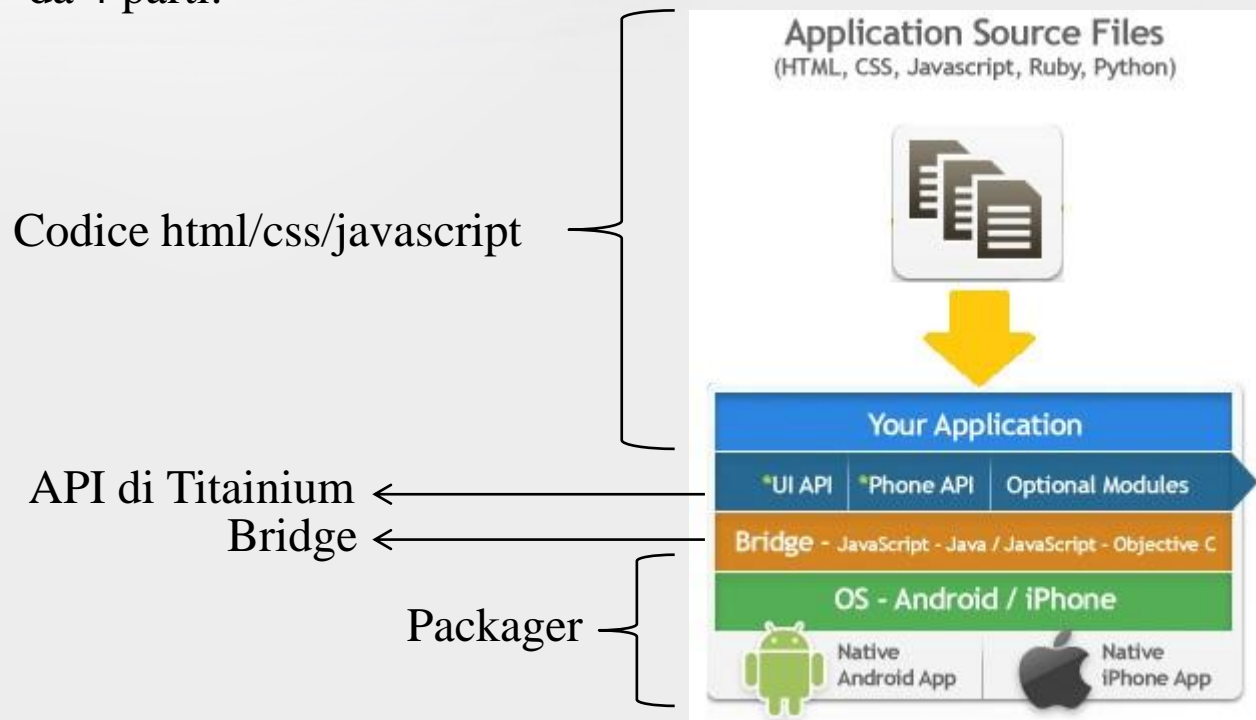 da 4 parti:
Application Source Files
(HTML, CSS, Javascript, Ruby, Python)
Codice html/css/javascript
Your Application
API di Titainium
*UI API
*Phone API
Optional Modules
Bridge
Bridge - JavaScript - Java / JavaScript - Objective C
OS - Android / iPhone
Packager
Native
Android App
Native
iPhone App